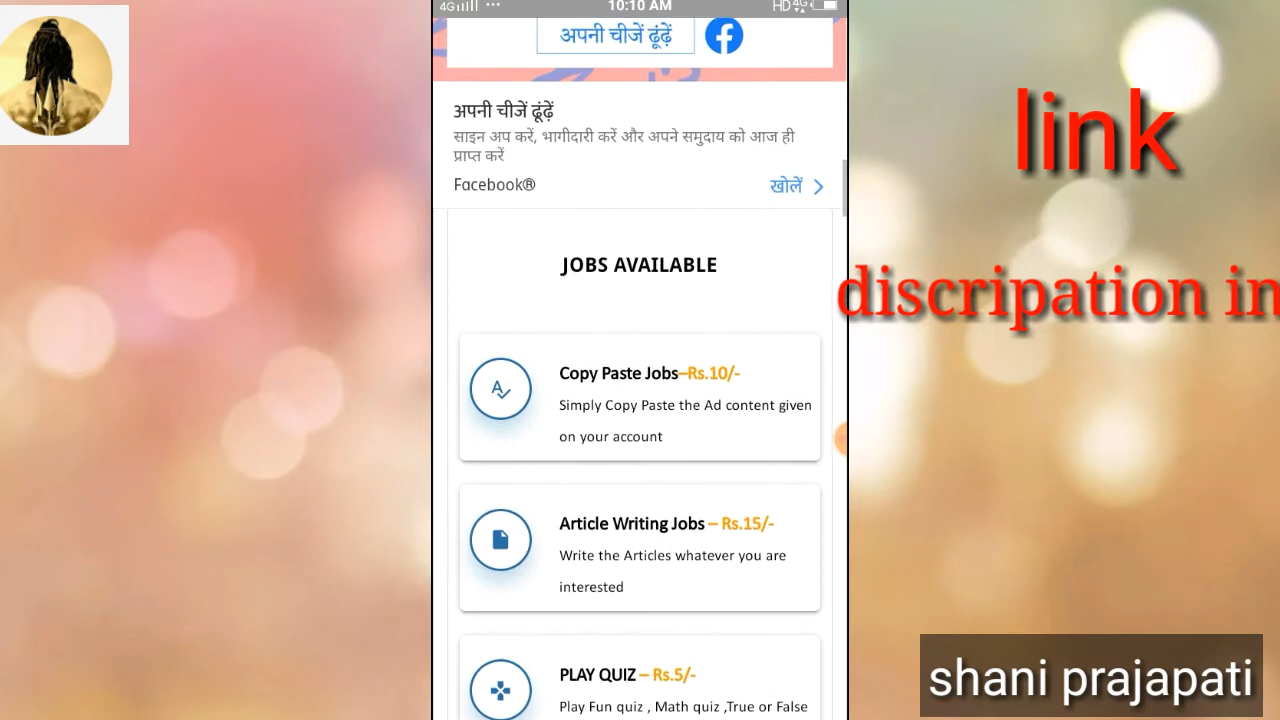 4G
10:10 AM
HD 4G
अपनी चीजें ढूंढ़ें
अपनी चीजें ढूंढ़ें
साइन अप करें, भागीदारी करें और अपने समुदाय को आज ही
प्राप्त करें
Facebook®
खोलें
JOBS AVAILABLE
Copy Paste Jobs–Rs.10/-
Simply Copy Paste the Ad content given
on your account
Article Writing Jobs – Rs.15/-
Write the Articles whatever you are
interested
PLAY QUIZ – Rs.5/-
Play Fun quiz , Math quiz ,True or False
link
discripation in
shani prajapati